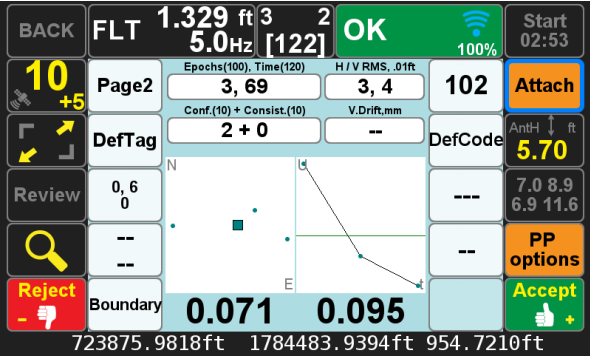 BACK
FLT 1.329 ft
5.0Hz
3 2
[122]
OK
100%
Start
02:53
10
+5
Page2
Epochs(100), Time(120)
3, 69
H / V RMS, .01ft
3, 4
102
Attach
DefTag
Conf.(10) + Consist.(10)
2 + 0
V.Drift,mm
--
DefCode
AntH ft
5.70
Review
0, 6
0
N
E
U
t
---
7.0 8.9
6.9 11.6
--
--
--
PP
options
Reject
-
Boundary
0.071
0.095
Accept
+
723875.9818ft 1784483.9394ft 954.7210ft